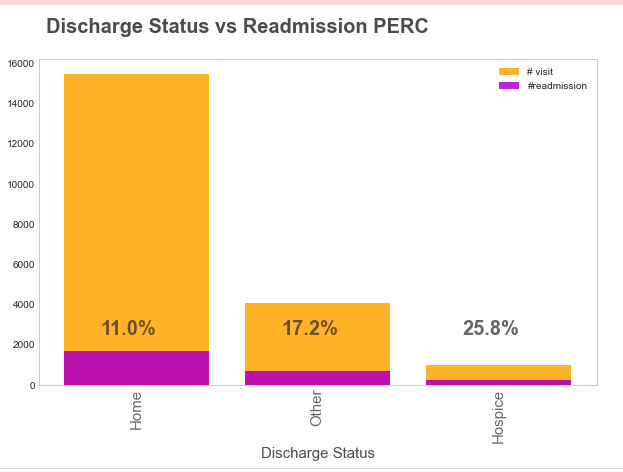 Discharge Status vs Readmission PERC
16000
14000
12000
10000
8000
6000
4000
2000
0
# visit
#readmission
11.0%
17.2%
25.8%
Home
Other
Hospice
Discharge Status